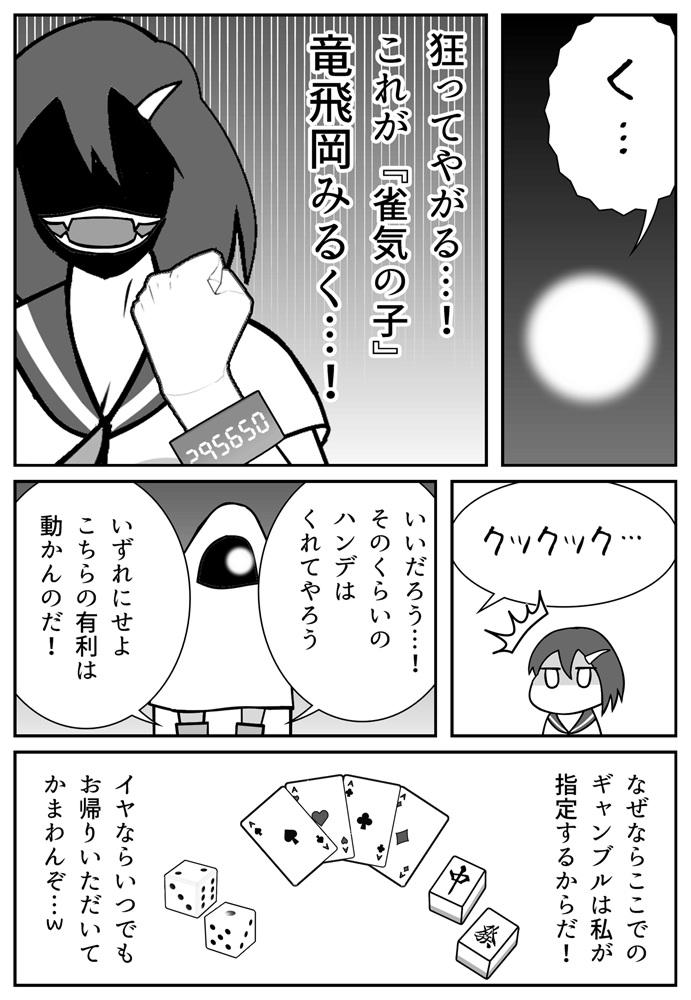 く…
狂ってやがる…！
これが『雀気の子』
竜飛岡みるく…！
295650
クックック…
いいだろう…！
そのくらいの
ハンデは
くれてやろう
いずれにせよ
こちらの有利は
動かんのだ！
なぜならここでの
ギャンブルは私が
指定するからだ！
A
A
A
A
中
發
イヤならいつでも
お帰りいただいて
かまわんぞ…w